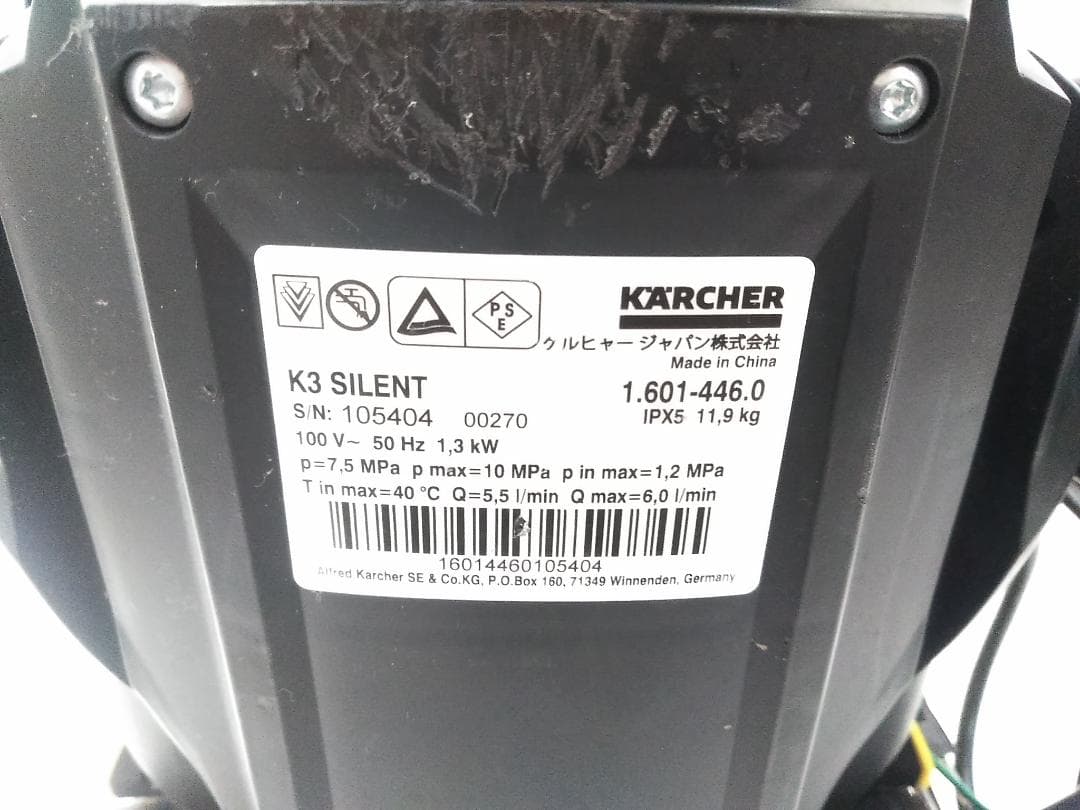 PSE
KÄRCHER
ケルヒャー ジャパン株式会社
Made in China
K3 SILENT
1.601-446.0
S/N: 105404 00270
IPX5 11,9 kg
100 V~ 50 Hz 1,3 kW
p=7,5 MPa p max=10 MPa p in max=1,2 MPa
T in max=40 °C Q=5,5 l/min Q max=6,0 l/min
16014460105404
Alfred Karcher SE & Co.KG, P.O.Box 160, 71349 Winnenden, Germany